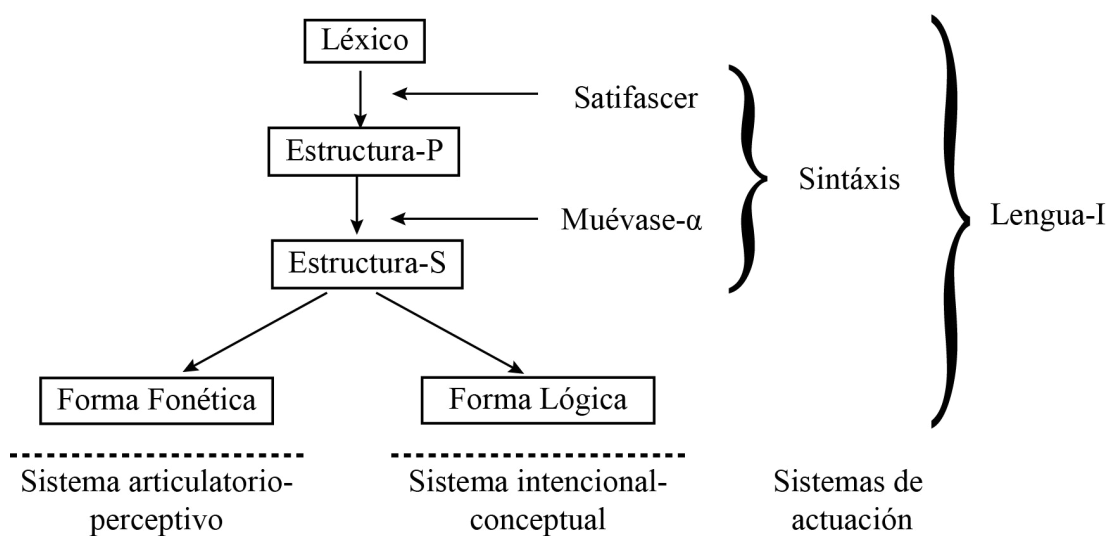 Léxico
Satifascer
Estructura-P
Sintáxis
Muévase-α
Lengua-I
Estructura-S
Forma Fonética
Forma Lógica
Sistema articulatorio-
perceptivo
Sistema intencional-
conceptual
Sistemas de
actuación